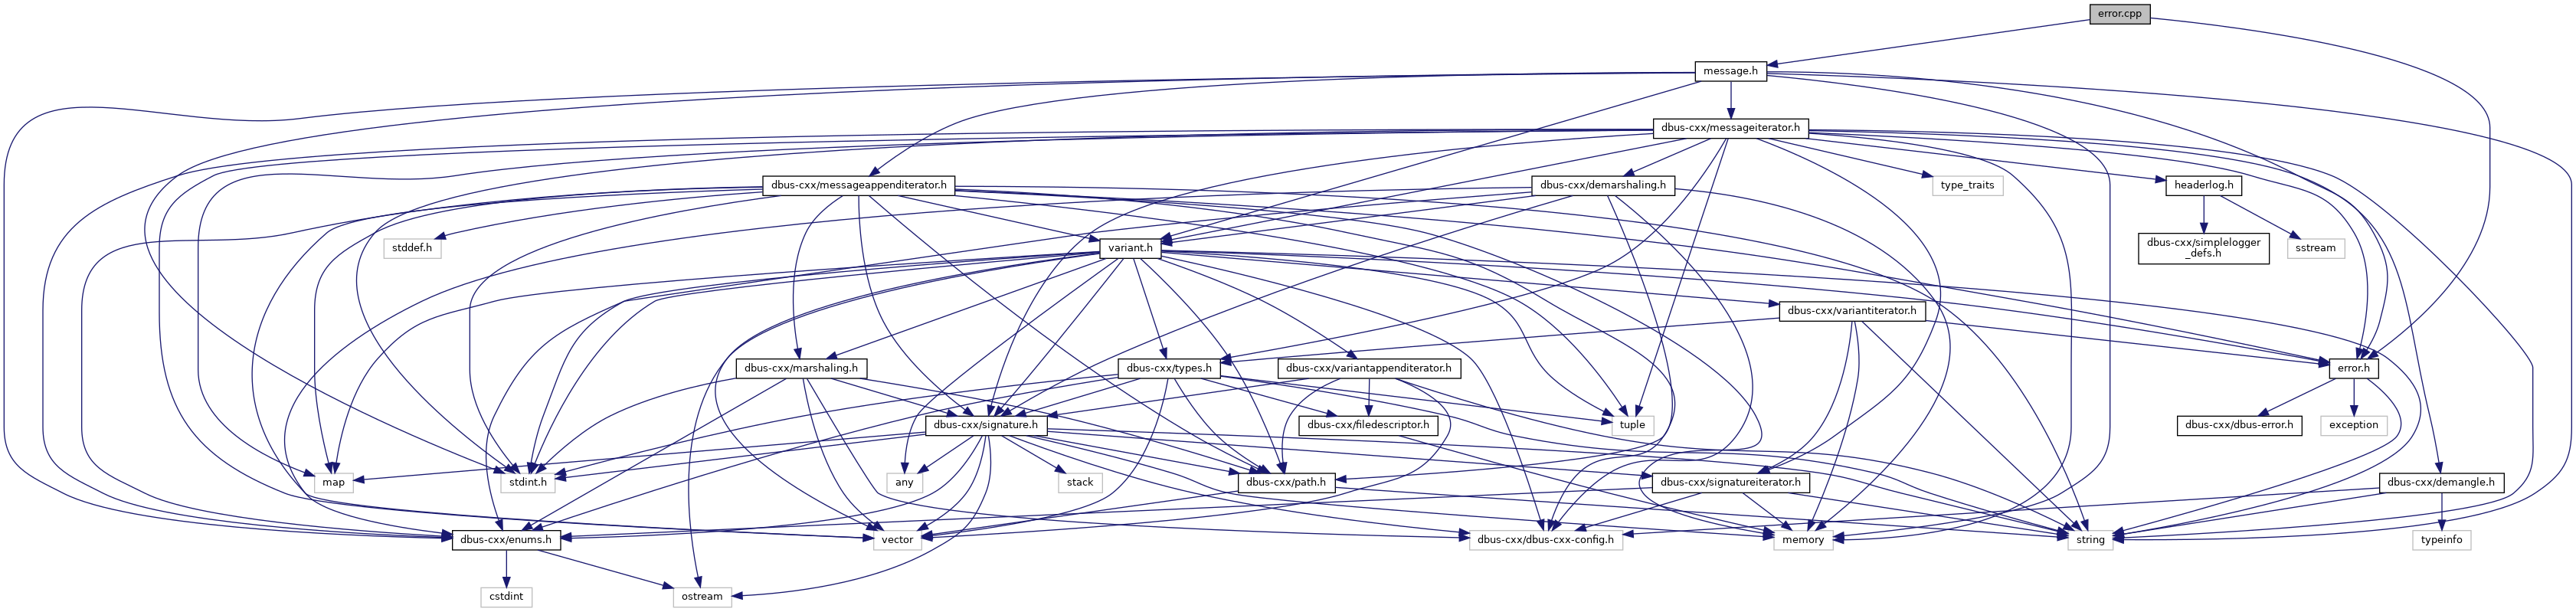 error.cpp
message.h
dbus-cxx/messageiterator.h
dbus-cxx/messageappenditerator.h
dbus-cxx/demarshaling.h
type_traits
headerlog.h
stddef.h
variant.h
dbus-cxx/simplelogger
_defs.h
sstream
dbus-cxx/variantiterator.h
dbus-cxx/marshaling.h
dbus-cxx/types.h
dbus-cxx/variantappenditerator.h
error.h
dbus-cxx/signature.h
dbus-cxx/filedescriptor.h
tuple
dbus-cxx/dbus-error.h
exception
map
stdint.h
any
stack
dbus-cxx/path.h
dbus-cxx/signatureiterator.h
dbus-cxx/demangle.h
dbus-cxx/enums.h
vector
dbus-cxx/dbus-cxx-config.h
memory
string
typeinfo
cstdint
ostream